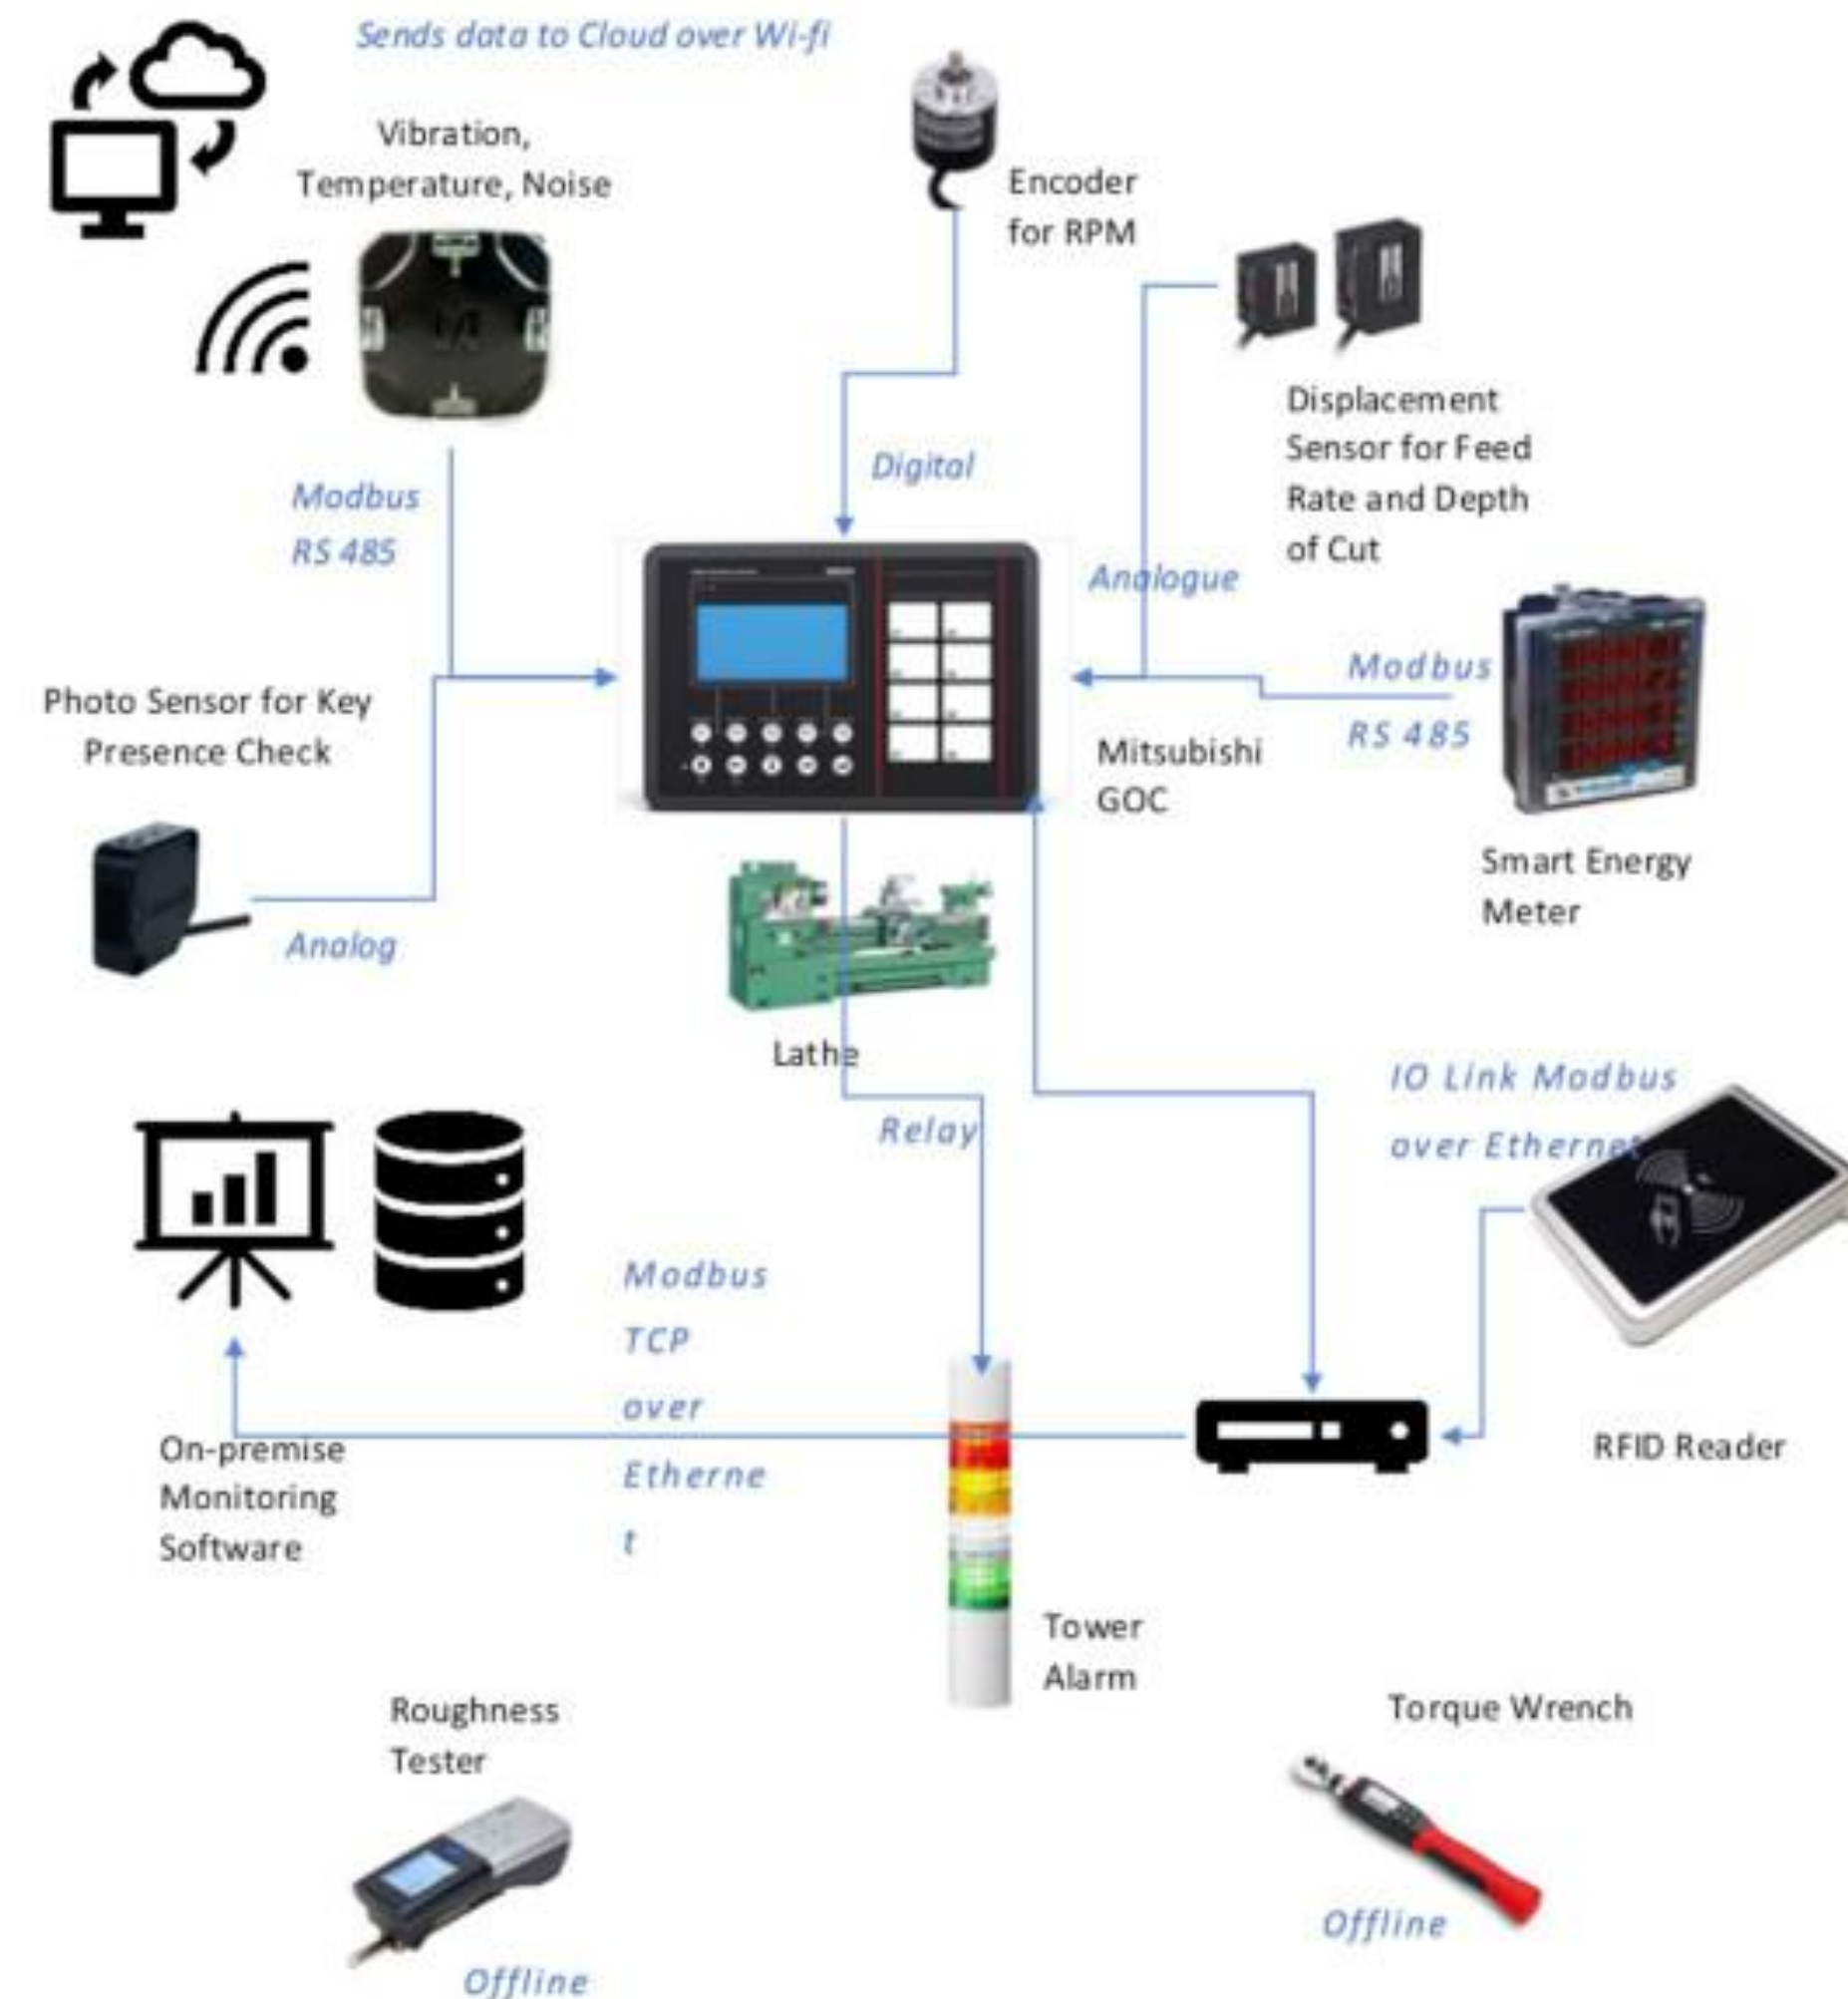 Sends data to Cloud over Wi-fi
Vibration,
Temperature, Noise
Encoder
for RPM
Displacement
Sensor for Feed
Rate and Depth
of Cut
Digital
Modbus
RS 485
Analogue
Modbus
RS 485
Photo Sensor for Key
Presence Check
Mitsubishi
GOC
Smart Energy
Meter
Analog
Lathe
Relay
IO Link Modbus
over Ethernet
Modbus
TCP
over
Etherne
t
On-premise
Monitoring
Software
RFID Reader
Tower
Alarm
Roughness
Tester
Torque Wrench
Offline
Offline